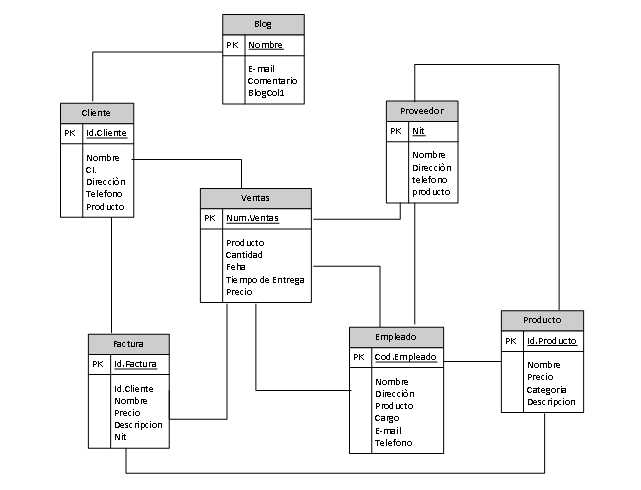 Blog
PK Nombre
E-mail
Comentario
BlogCol1
Cliente
PK Id.Cliente
Nombre
CI.
Dirección
Telefono
Producto
Proveedor
PK Nit
Nombre
Dirección
telefono
producto
Ventas
PK Num.Ventas
Producto
Cantidad
Feha
Tiempo de Entrega
Precio
Factura
PK Id.Factura
Id.Cliente
Nombre
Precio
Descripcion
Nit
Empleado
PK Cod.Empleado
Nombre
Dirección
Producto
Cargo
E-mail
Telefono
Producto
PK Id.Producto
Nombre
Precio
Categoria
Descripcion